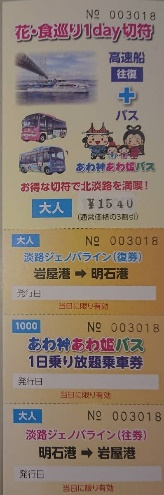 № 003018
花・食巡り1day切符
高速船
往復
+
バス
あわ神あわ姫バス
お得な切符で北淡路を満喫!
大人
¥1540
(通常価格の3割引)
大人
№ 003018
淡路ジェノバライン(復券)
岩屋港 ➡ 明石港
発行日
当日に限り有効
1000
№ 003018
あわ神あわ姫バス
1日乗り放題乗車券
発行日
当日に限り有効
大人
№ 003018
淡路ジェノバライン(往券)
明石港 ➡ 岩屋港
発行日
当日に限り有効